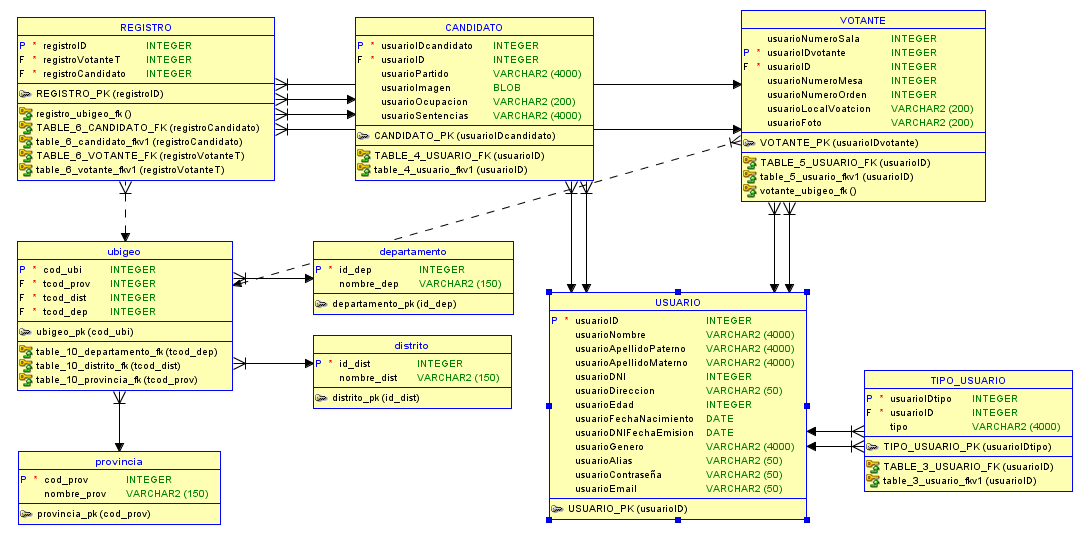 REGISTRO
P * registroID INTEGER
F * registroVotanteT INTEGER
F * registroCandidato INTEGER
REGISTRO_PK (registroID)
registro_ubigeo_fk ()
TABLE_6_CANDIDATO_FK (registroCandidato)
table_6_candidato_fkv1 (registroCandidato)
TABLE_6_VOTANTE_FK (registroVotanteT)
table_6_votante_fkv1 (registroVotanteT)
CANDIDATO
P * usuarioIDcandidato INTEGER
F * usuarioID INTEGER
usuarioPartido VARCHAR2 (4000)
usuarioImagen BLOB
usuarioOcupacion VARCHAR2 (200)
usuarioSentencias VARCHAR2 (4000)
CANDIDATO_PK (usuarioIDcandidato)
TABLE_4_USUARIO_FK (usuarioID)
table_4_usuario_fkv1 (usuarioID)
VOTANTE
usuarioNumeroSala INTEGER
P * usuarioIDvotante INTEGER
F * usuarioID INTEGER
usuarioNumeroMesa INTEGER
usuarioNumeroOrden INTEGER
usuarioLocalVoatcion VARCHAR2 (200)
usuarioFoto VARCHAR2 (200)
VOTANTE_PK (usuarioIDvotante)
TABLE_5_USUARIO_FK (usuarioID)
table_5_usuario_fkv1 (usuarioID)
votante_ubigeo_fk ()
ubigeo
P * cod_ubi INTEGER
F * tcod_prov INTEGER
F * tcod_dist INTEGER
F * tcod_dep INTEGER
ubigeo_pk (cod_ubi)
table_10_departamento_fk (tcod_dep)
table_10_distrito_fk (tcod_dist)
table_10_provincia_fk (tcod_prov)
departamento
P * id_dep INTEGER
nombre_dep VARCHAR2 (150)
departamento_pk (id_dep)
distrito
P * id_dist INTEGER
nombre_dist VARCHAR2 (150)
distrito_pk (id_dist)
provincia
P * cod_prov INTEGER
nombre_prov VARCHAR2 (150)
provincia_pk (cod_prov)
USUARIO
P * usuarioID INTEGER
usuarioNombre VARCHAR2 (4000)
usuarioApellidoPaterno VARCHAR2 (4000)
usuarioApellidoMaterno VARCHAR2 (4000)
usuarioDNI INTEGER
usuarioDireccion VARCHAR2 (50)
usuarioEdad INTEGER
usuarioFechaNacimiento DATE
usuarioDNIFechaEmision DATE
usuarioGenero VARCHAR2 (4000)
usuarioAlias VARCHAR2 (50)
usuarioContraseña VARCHAR2 (50)
usuarioEmail VARCHAR2 (50)
USUARIO_PK (usuarioID)
TIPO_USUARIO
P * usuarioIDtipo INTEGER
F * usuarioID INTEGER
tipo VARCHAR2 (4000)
TIPO_USUARIO_PK (usuarioIDtipo)
TABLE_3_USUARIO_FK (usuarioID)
table_3_usuario_fkv1 (usuarioID)